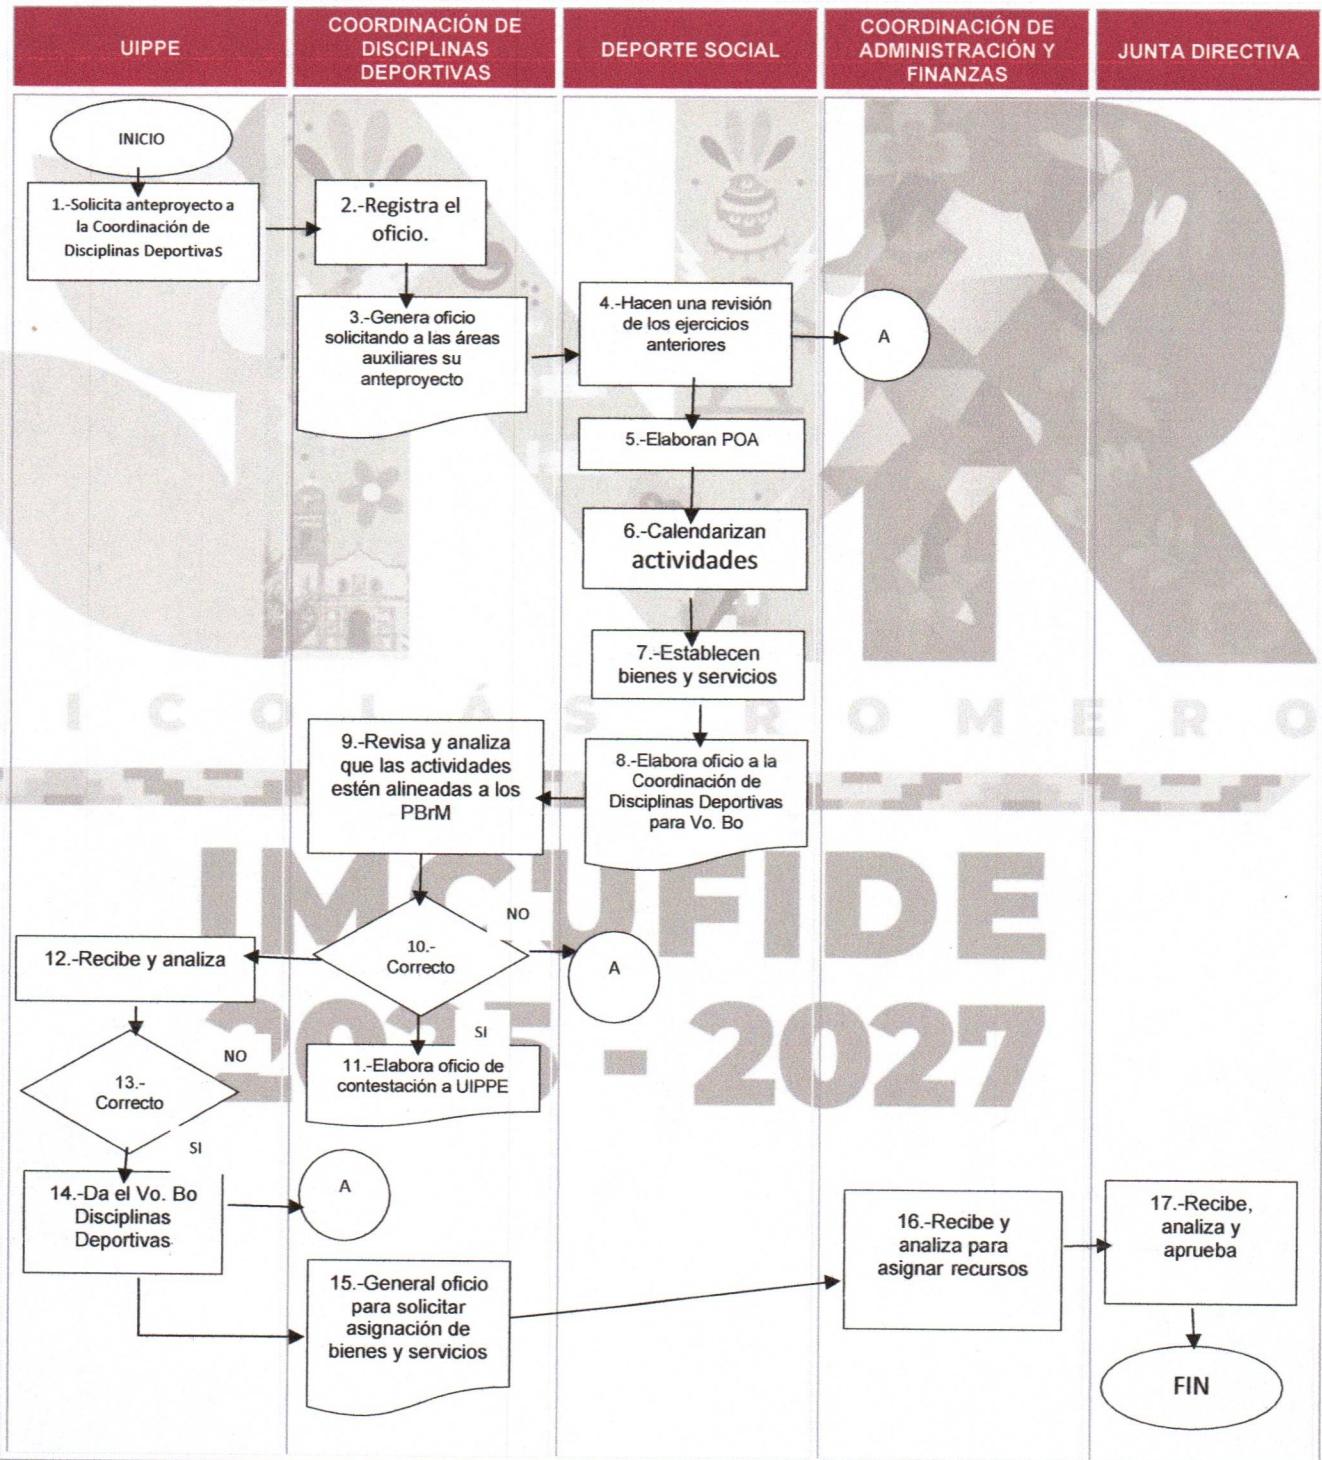 UIPPE
COORDINACIÓN DE
DISCIPLINAS
DEPORTIVAS
DEPORTE SOCIAL
COORDINACIÓN DE
ADMINISTRACIÓN Y
FINANZAS
JUNTA DIRECTIVA
INICIO
1.-Solicita anteproyecto a
la Coordinación de
Disciplinas Deportivas
2.-Registra el
oficio.
3.-Genera oficio
solicitando a las áreas
auxiliares su
anteproyecto
4.-Hacen una revisión
de los ejercicios
anteriores
A
5.-Elaboran POA
6.-Calendarizan
actividades
7.-Establecen
bienes y servicios
SNR
ICOLÁS ROMERO
8.-Elabora oficio a la
Coordinación de
Disciplinas Deportivas
para Vo. Bo
9.-Revisa y analiza
que las actividades
estén alineadas a los
PBrM
IMCUFIDE
2025 - 2027
10.-
Correcto
NO
A
SI
11.-Elabora oficio de
contestación a UIPPE
12.-Recibe y analiza
13.-
Correcto
NO
SI
14.-Da el Vo. Bo
Disciplinas
Deportivas
A
15.-General oficio
para solicitar
asignación de
bienes y servicios
16.-Recibe y
analiza para
asignar recursos
17.-Recibe,
analiza y
aprueba
FIN